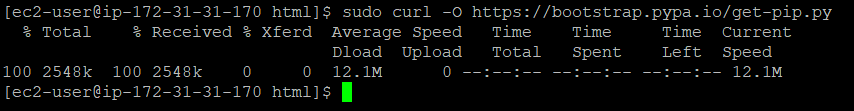 [ec2-user@ip-172-31-31-170 html]$ sudo curl -O https://bootstrap.pypa.io/get-pip.py
  % Total    % Received % Xferd  Average Speed   Time    Time     Time  Current
                                 Dload  Upload   Total   Spent    Left  Speed
100 2548k  100 2548k    0     0  12.1M      0 --:--:-- --:--:-- --:--:-- 12.1M
[ec2-user@ip-172-31-31-170 html]$